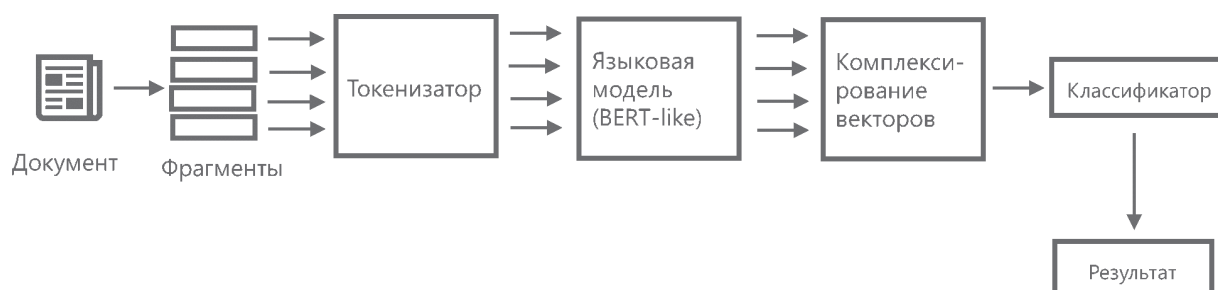 Документ
Фрагменты
Токенизатор
Языковая
модель
(BERT-like)
Комплекси-
рование
векторов
Классификатор
Результат